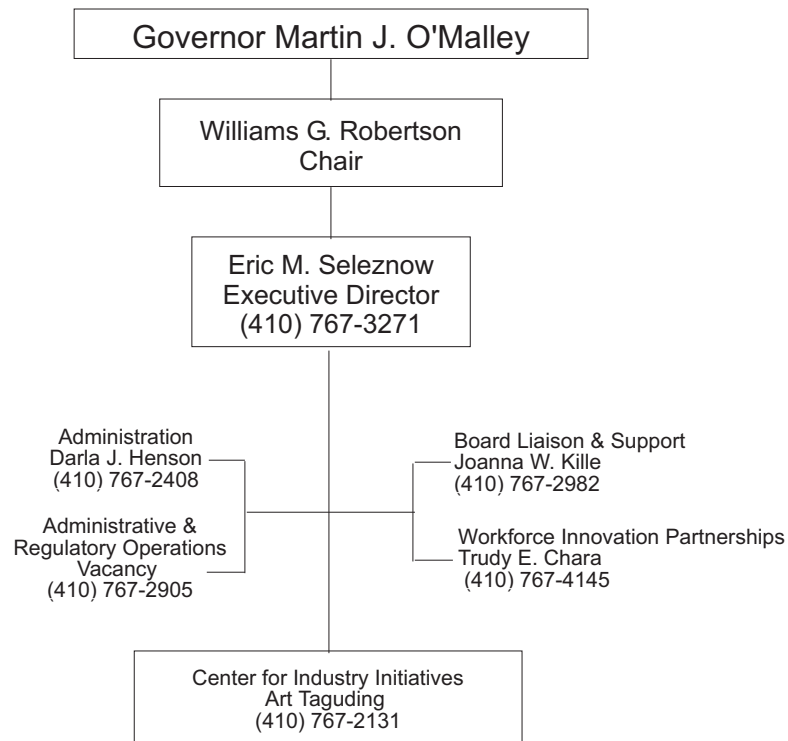 Governor Martin J. O'Malley
Williams G. Robertson
Chair
Eric M. Seleznow
Executive Director
(410) 767-3271
Administration
Darla J. Henson
(410) 767-2408
Board Liaison & Support
Joanna W. Kille
(410) 767-2982
Administrative &
Regulatory Operations
Vacancy
(410) 767-2905
Workforce Innovation Partnerships
Trudy E. Chara
(410) 767-4145
Center for Industry Initiatives
Art Taguding
(410) 767-2131